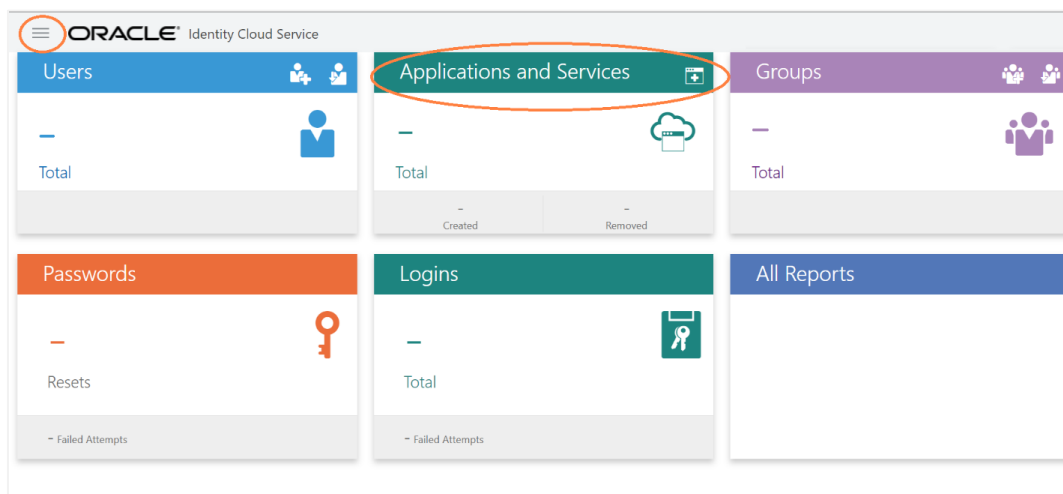 ORACLE® Identity Cloud Service
Users
Applications and Services
Groups
–
–
–
Total
Total
Total
-
-
Created
Removed
Passwords
Logins
All Reports
–
–
Resets
Total
- Failed Attempts
- Failed Attempts